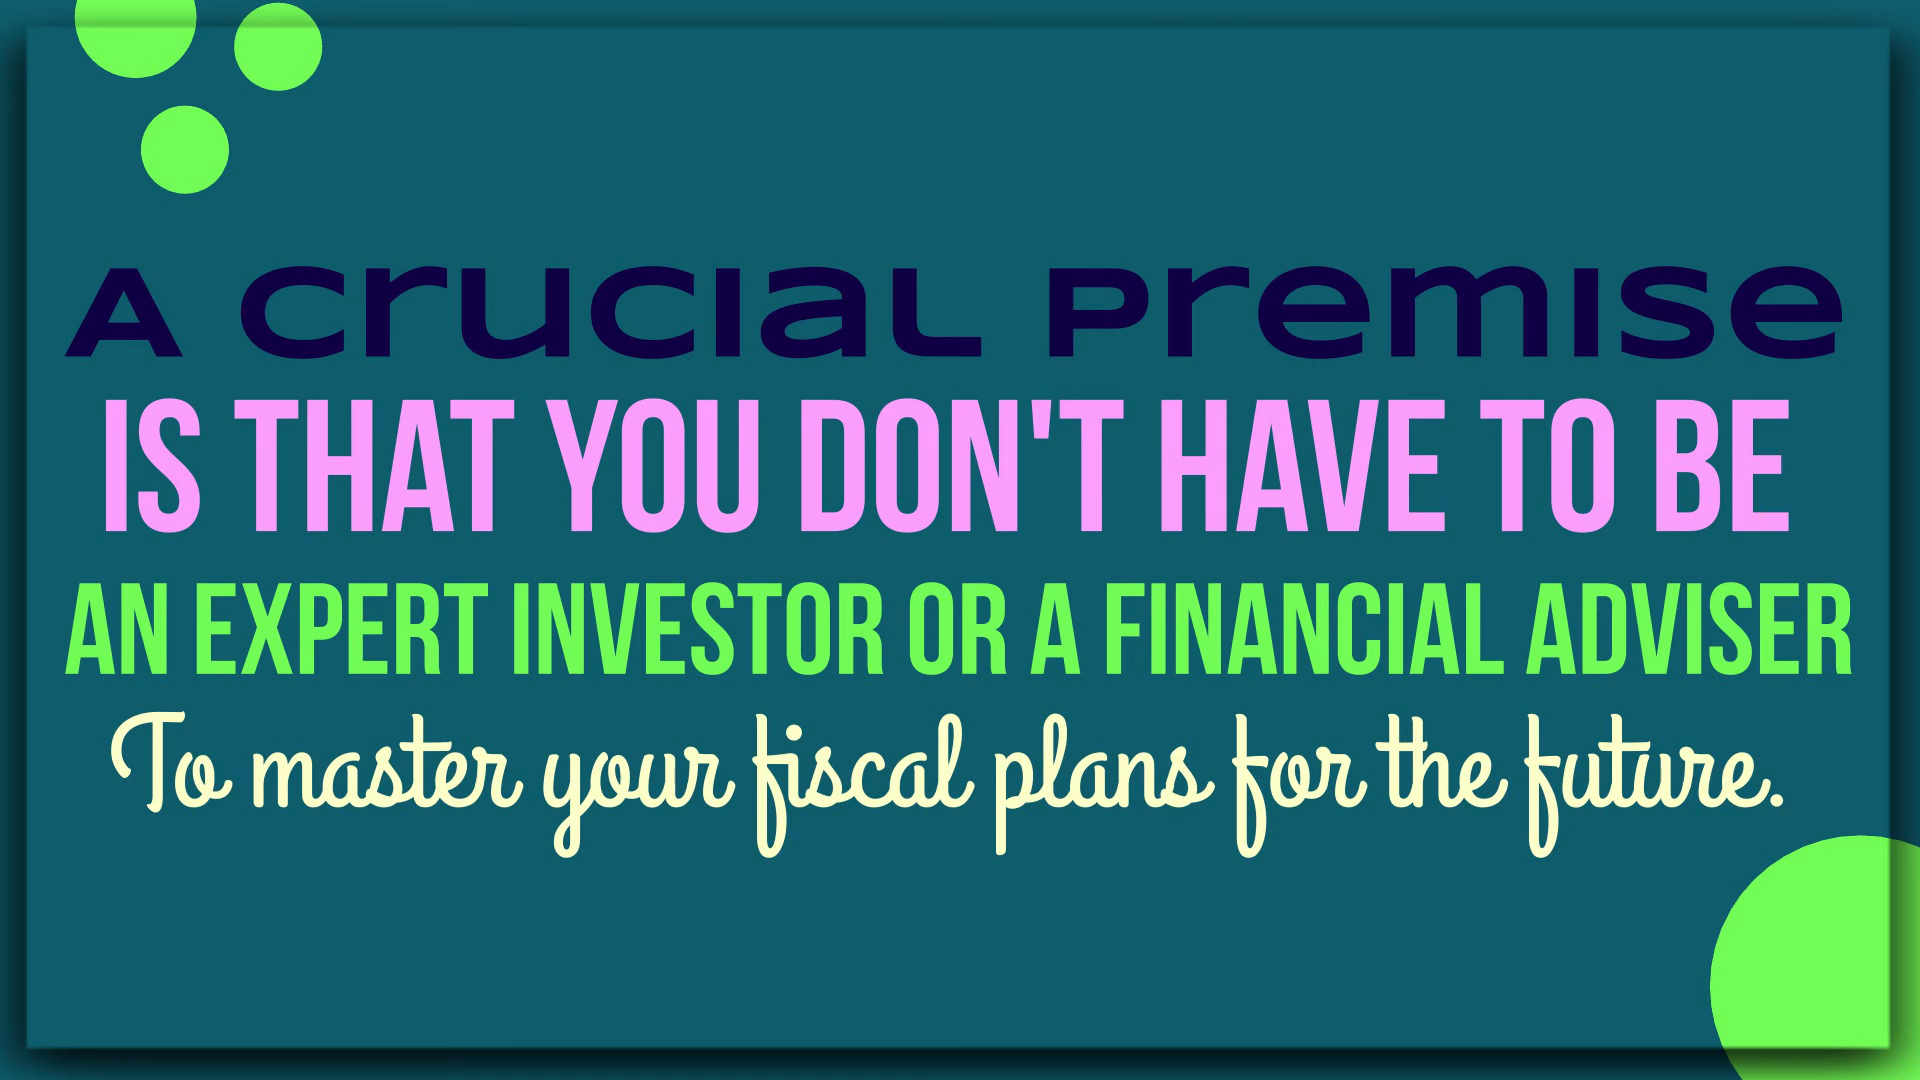 A crucial premise
IS THAT YOU DON'T HAVE TO BE
AN EXPERT INVESTOR OR A FINANCIAL ADVISER
To master your fiscal plans for the future.